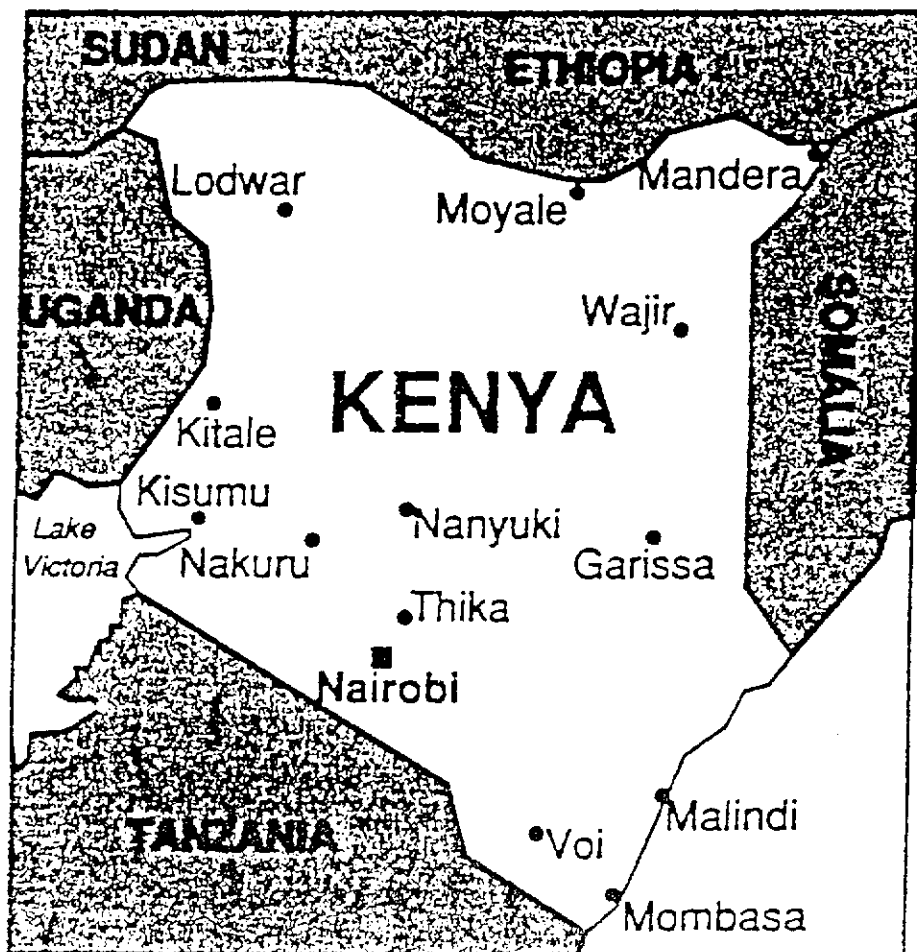 SUDAN
ETHIOPIA
Lodwar
Moyale
Mandera
UGANDA
Wajir
SOMALIA
KENYA
Kitale
Kisumu
Lake
Victoria
Nanyuki
Nakuru
Garissa
Thika
Nairobi
TANZANIA
Malindi
Voi
Mombasa